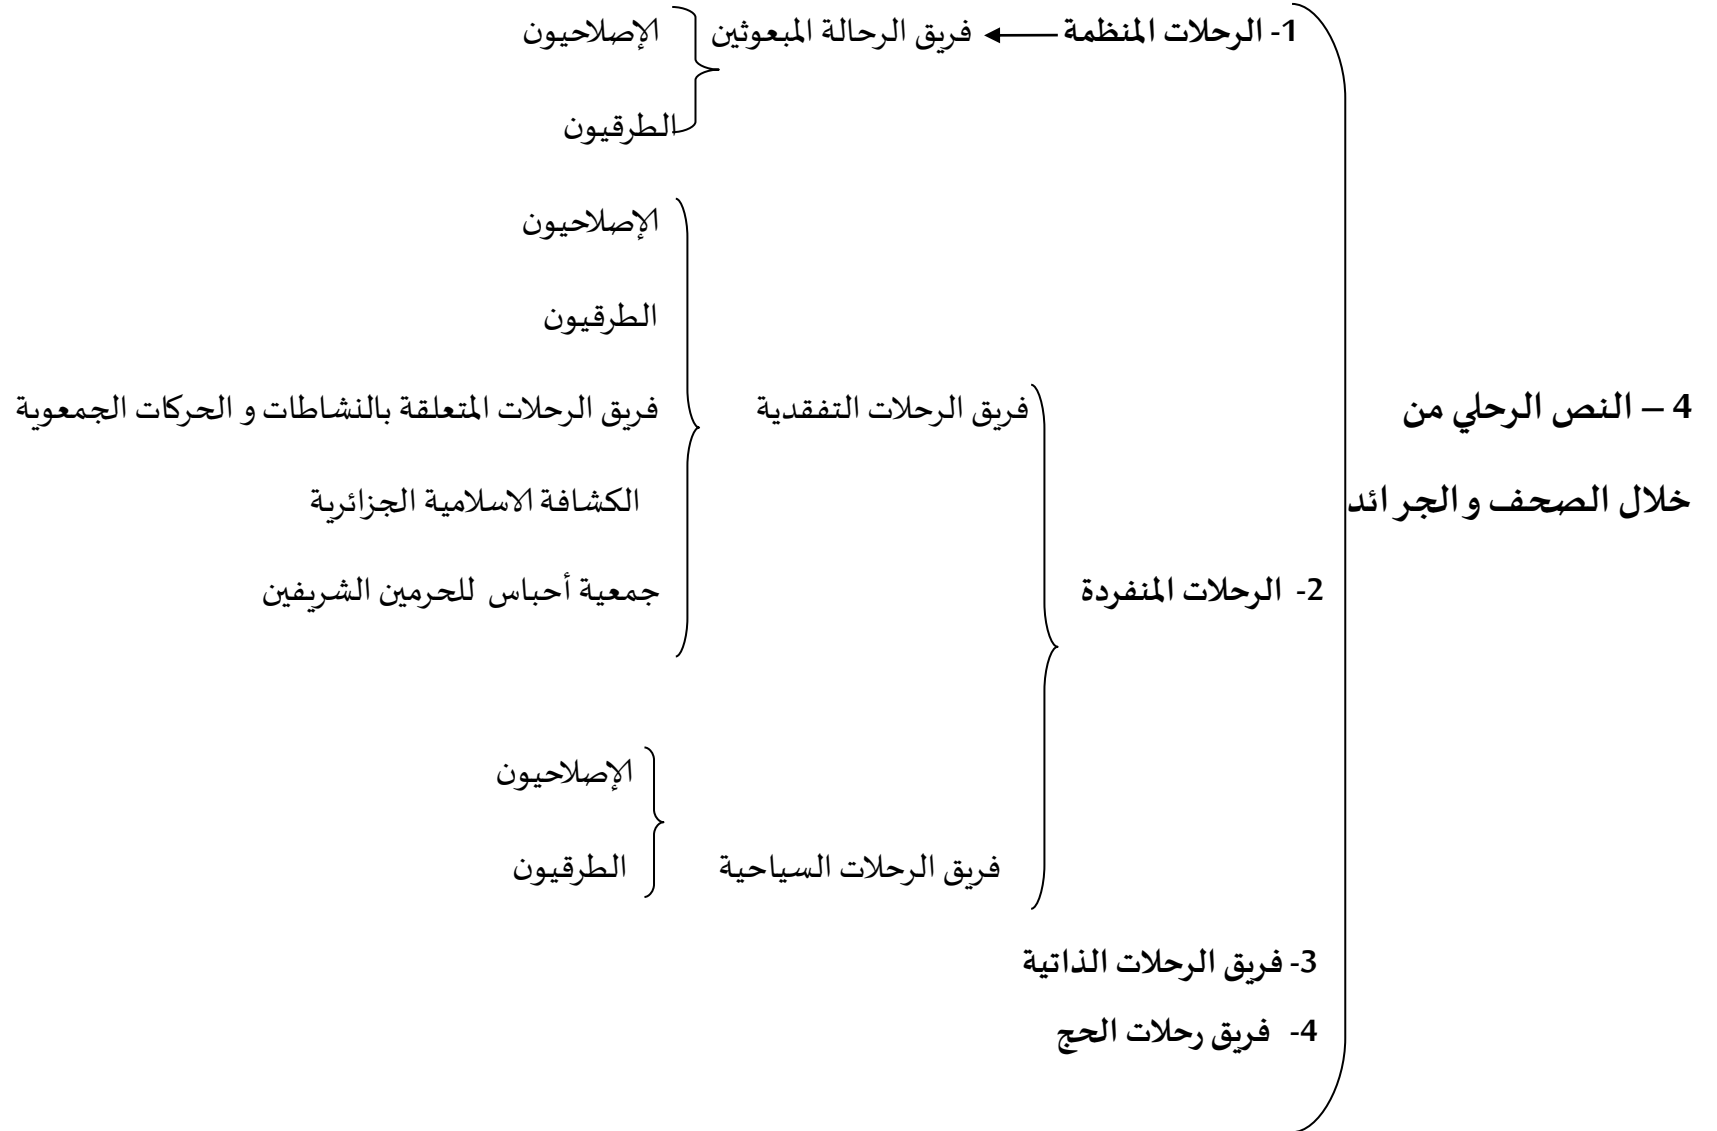 1- الرحلات المنظمة فريق الرحالة المبعوثين الإصلاحيون
الطرقيون
الإصلاحيون
الطرقيون
4 – النص الرحلي من فريق الرحلات التفقدية فريق الرحلات المتعلقة بالنشاطات و الحركات الجمعوية
خلال الصحف و الجرائد الكشافة الاسلامية الجزائرية
2- الرحلات المنفردة جمعية أحباس للحرمين الشريفين
الإصلاحيون
فريق الرحلات السياحية الطرقيون
3- فريق الرحلات الذاتية
4- فريق رحلات الحج